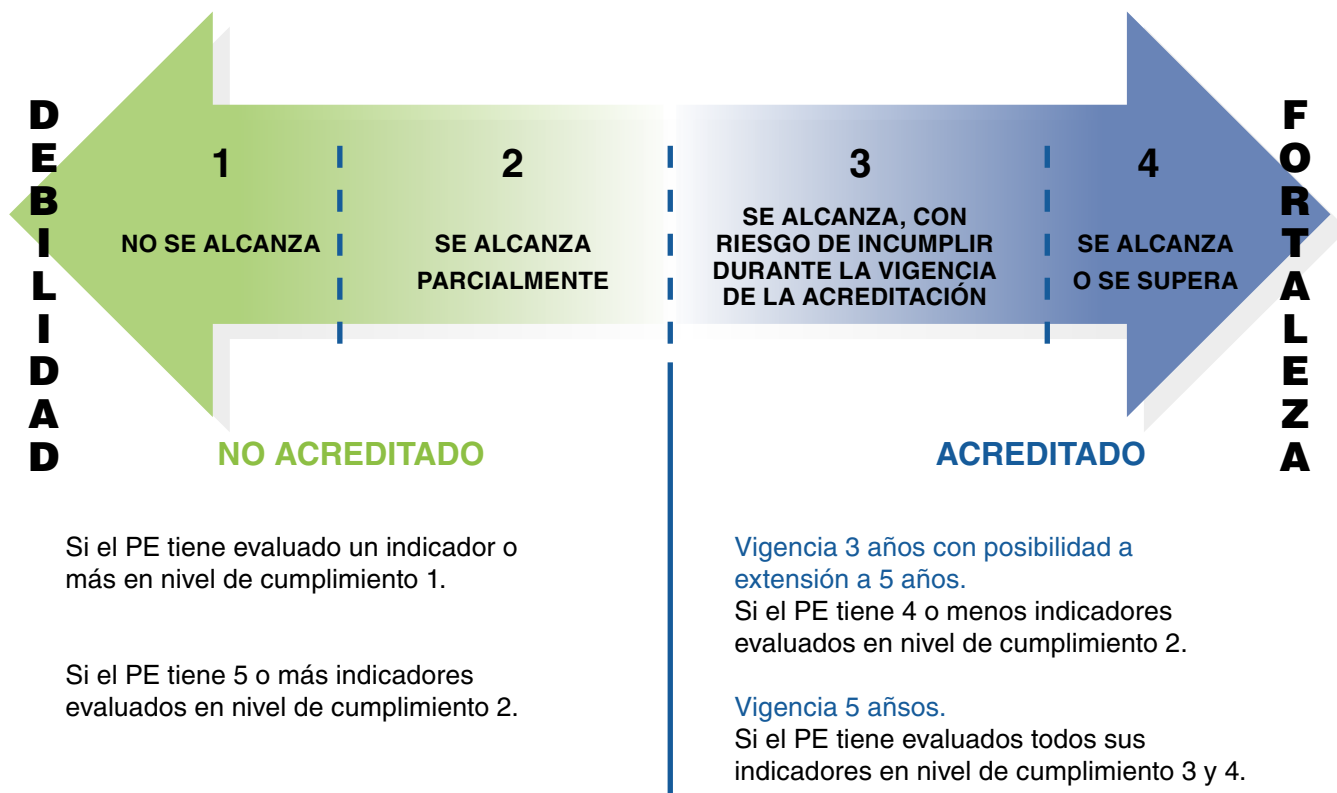 DEBILIDAD
1
NO SE ALCANZA
2
SE ALCANZA
PARCIALMENTE
3
SE ALCANZA, CON
RIESGO DE INCUMPLIR
DURANTE LA VIGENCIA
DE LA ACREDITACIÓN
4
SE ALCANZA
O SE SUPERA
FORTALEZA
NO ACREDITADO
Si el PE tiene evaluado un indicador o
más en nivel de cumplimiento 1.
Si el PE tiene 5 o más indicadores
evaluados en nivel de cumplimiento 2.
ACREDITADO
Vigencia 3 años con posibilidad a
extensión a 5 años.
Si el PE tiene 4 o menos indicadores
evaluados en nivel de cumplimiento 2.
Vigencia 5 añsos.
Si el PE tiene evaluados todos sus
indicadores en nivel de cumplimiento 3 y 4.